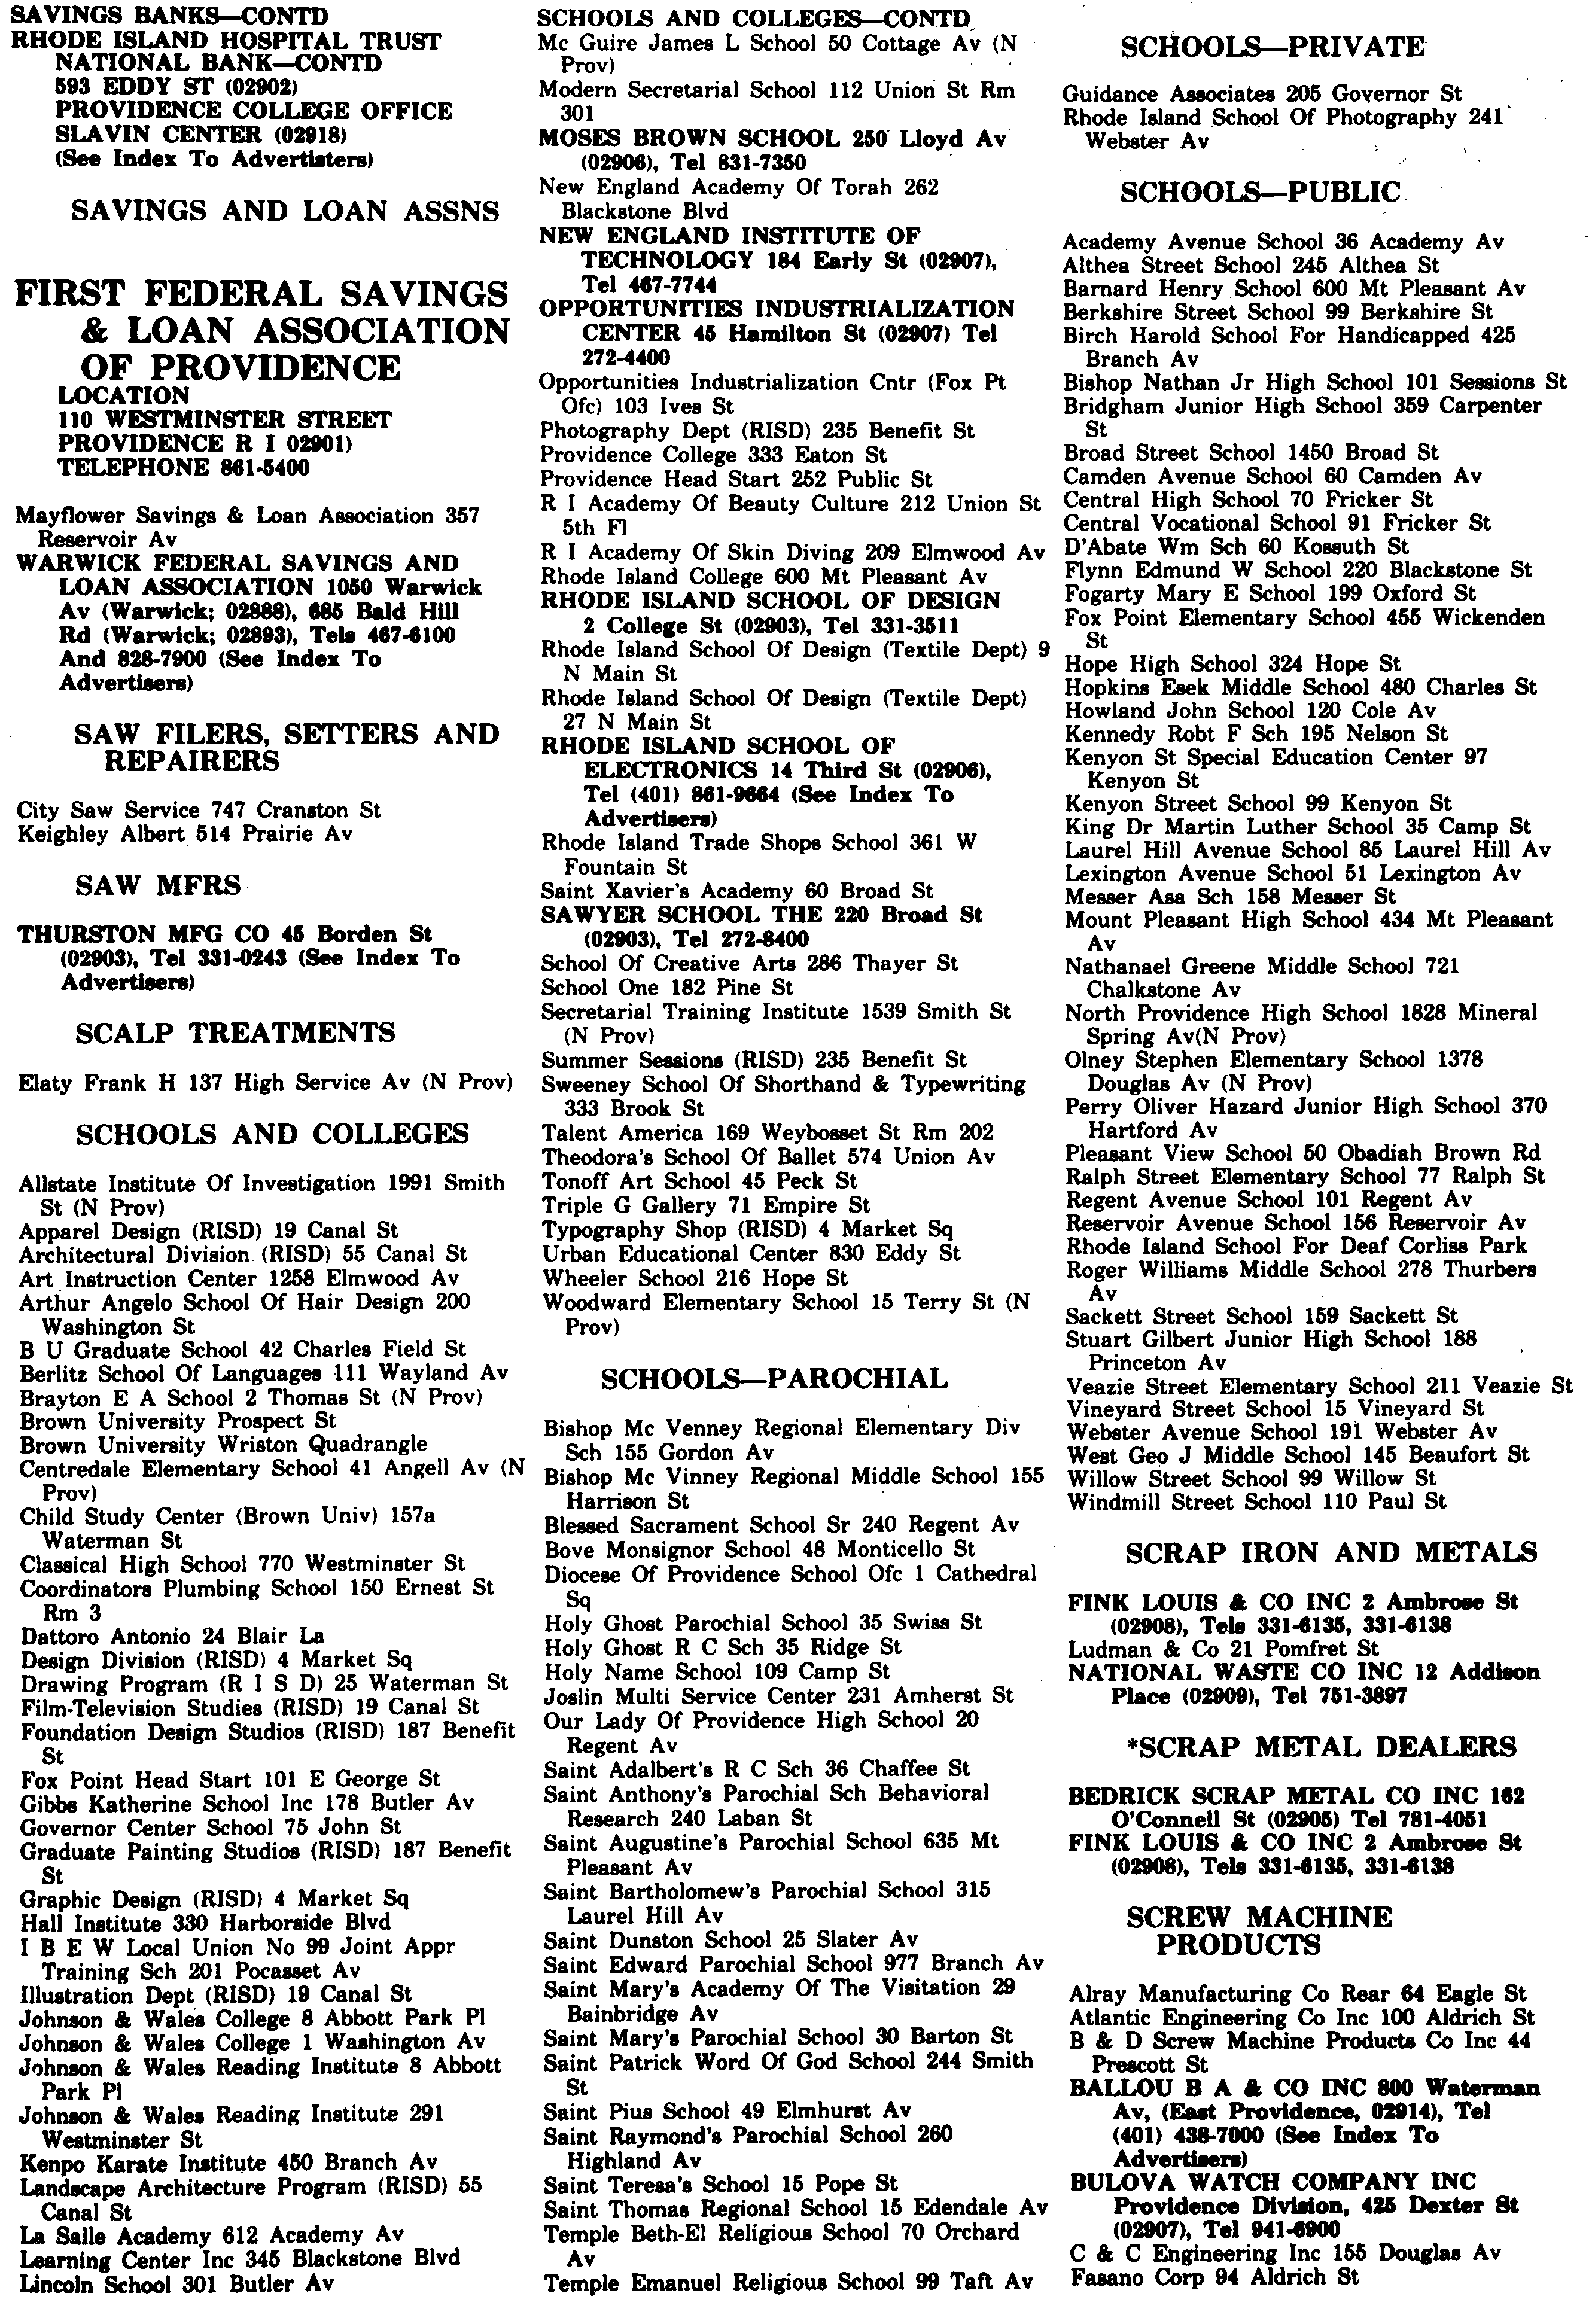 SAVINGS BANKS—CONTD
RHODE ISLAND HOSPITAL TRUST
NATIONAL BANK—CONTD
593 EDDY ST (02902)
PROVIDENCE COLLEGE OFFICE
SLAVIN CENTER (02918)
(See Index To Advertisters)
SAVINGS AND LOAN ASSNS
FIRST FEDERAL SAVINGS
& LOAN ASSOCIATION
OF PROVIDENCE
LOCATION
110 WESTMINSTER STREET
PROVIDENCE R I 02901)
TELEPHONE 861-5400
Mayflower Savings & Loan Association 357
Reservoir Av
WARWICK FEDERAL SAVINGS AND
LOAN ASSOCIATION 1050 Warwick
Av (Warwick; 02888), 685 Bald Hill
Rd (Warwick; 02893), Tels 467-6100
And 828-7900 (See Index To
Advertisers)
SAW FILERS, SETTERS AND
REPAIRERS
City Saw Service 747 Cranston St
Keighley Albert 514 Prairie Av
SAW MFRS
THURSTON MFG CO 45 Borden St
(02903), Tel 331-0243 (See Index To
Advertisers)
SCALP TREATMENTS
Elaty Frank H 137 High Service Av (N Prov)
SCHOOLS AND COLLEGES
Allstate Institute Of Investigation 1991 Smith
St (N Prov)
Apparel Design (RISD) 19 Canal St
Architectural Division (RISD) 55 Canal St
Art Instruction Center 1258 Elmwood Av
Arthur Angelo School Of Hair Design 200
Washington St
B U Graduate School 42 Charles Field St
Berlitz School Of Languages 111 Wayland Av
Brayton E A School 2 Thomas St (N Prov)
Brown University Prospect St
Brown University Wriston Quadrangle
Centredale Elementary School 41 Angell Av (N
Prov)
Child Study Center (Brown Univ) 157a
Waterman St
Classical High School 770 Westminster St
Coordinators Plumbing School 150 Ernest St
Rm 3
Dattoro Antonio 24 Blair La
Design Division (RISD) 4 Market Sq
Drawing Program (R I S D) 25 Waterman St
Film-Television Studies (RISD) 19 Canal St
Foundation Design Studios (RISD) 187 Benefit
St
Fox Point Head Start 101 E George St
Gibbs Katherine School Inc 178 Butler Av
Governor Center School 75 John St
Graduate Painting Studios (RISD) 187 Benefit
St
Graphic Design (RISD) 4 Market Sq
Hall Institute 330 Harborside Blvd
I B E W Local Union No 99 Joint Appr
Training Sch 201 Pocasset Av
Illustration Dept (RISD) 19 Canal St
Johnson & Wales College 8 Abbott Park Pl
Johnson & Wales College 1 Washington Av
Johnson & Wales Reading Institute 8 Abbott
Park Pl
Johnson & Wales Reading Institute 291
Westminster St
Kenpo Karate Institute 450 Branch Av
Landscape Architecture Program (RISD) 55
Canal St
La Salle Academy 612 Academy Av
Learning Center Inc 345 Blackstone Blvd
Lincoln School 301 Butler Av
SCHOOLS AND COLLEGES—CONTD
Mc Guire James L School 50 Cottage Av (N
Prov)
Modern Secretarial School 112 Union St Rm
301
MOSES BROWN SCHOOL 250 Lloyd Av
(02906), Tel 831-7350
New England Academy Of Torah 262
Blackstone Blvd
NEW ENGLAND INSTITUTE OF
TECHNOLOGY 184 Early St (02907),
Tel 467-7744
OPPORTUNITIES INDUSTRIALIZATION
CENTER 45 Hamilton St (02907) Tel
272-4400
Opportunities Industrialization Cntr (Fox Pt
Ofc) 103 Ives St
Photography Dept (RISD) 235 Benefit St
Providence College 333 Eaton St
Providence Head Start 252 Public St
R I Academy Of Beauty Culture 212 Union St
5th Fl
R I Academy Of Skin Diving 209 Elmwood Av
Rhode Island College 600 Mt Pleasant Av
RHODE ISLAND SCHOOL OF DESIGN
2 College St (02903), Tel 331-3511
Rhode Island School Of Design (Textile Dept) 9
N Main St
Rhode Island School Of Design (Textile Dept)
27 N Main St
RHODE ISLAND SCHOOL OF
ELECTRONICS 14 Third St (02906),
Tel (401) 861-9664 (See Index To
Advertisers)
Rhode Island Trade Shops School 361 W
Fountain St
Saint Xavier's Academy 60 Broad St
SAWYER SCHOOL THE 220 Broad St
(02903), Tel 272-8400
School Of Creative Arts 286 Thayer St
School One 182 Pine St
Secretarial Training Institute 1539 Smith St
(N Prov)
Summer Sessions (RISD) 235 Benefit St
Sweeney School Of Shorthand & Typewriting
333 Brook St
Talent America 169 Weybosset St Rm 202
Theodora's School Of Ballet 574 Union Av
Tonoff Art School 45 Peck St
Triple G Gallery 71 Empire St
Typography Shop (RISD) 4 Market Sq
Urban Educational Center 830 Eddy St
Wheeler School 216 Hope St
Woodward Elementary School 15 Terry St (N
Prov)
SCHOOLS—PAROCHIAL
Bishop Mc Venney Regional Elementary Div
Sch 155 Gordon Av
Bishop Mc Vinney Regional Middle School 155
Harrison St
Blessed Sacrament School Sr 240 Regent Av
Bove Monsignor School 48 Monticello St
Diocese Of Providence School Ofc 1 Cathedral
Sq
Holy Ghost Parochial School 35 Swiss St
Holy Ghost R C Sch 35 Ridge St
Holy Name School 109 Camp St
Joslin Multi Service Center 231 Amherst St
Our Lady Of Providence High School 20
Regent Av
Saint Adalbert's R C Sch 36 Chaffee St
Saint Anthony's Parochial Sch Behavioral
Research 240 Laban St
Saint Augustine's Parochial School 635 Mt
Pleasant Av
Saint Bartholomew's Parochial School 315
Laurel Hill Av
Saint Dunston School 25 Slater Av
Saint Edward Parochial School 977 Branch Av
Saint Mary's Academy Of The Visitation 29
Bainbridge Av
Saint Mary's Parochial School 30 Barton St
Saint Patrick Word Of God School 244 Smith
St
Saint Pius School 49 Elmhurst Av
Saint Raymond's Parochial School 260
Highland Av
Saint Teresa's School 15 Pope St
Saint Thomas Regional School 15 Edendale Av
Temple Beth-El Religious School 70 Orchard
Av
Temple Emanuel Religious School 99 Taft Av
SCHOOLS—PRIVATE
Guidance Associates 205 Governor St
Rhode Island School Of Photography 241
Webster Av
SCHOOLS—PUBLIC
Academy Avenue School 36 Academy Av
Althea Street School 245 Althea St
Barnard Henry School 600 Mt Pleasant Av
Berkshire Street School 99 Berkshire St
Birch Harold School For Handicapped 425
Branch Av
Bishop Nathan Jr High School 101 Sessions St
Bridgham Junior High School 359 Carpenter
St
Broad Street School 1450 Broad St
Camden Avenue School 60 Camden Av
Central High School 70 Fricker St
Central Vocational School 91 Fricker St
D'Abate Wm Sch 60 Kossuth St
Flynn Edmund W School 220 Blackstone St
Fogarty Mary E School 199 Oxford St
Fox Point Elementary School 455 Wickenden
St
Hope High School 324 Hope St
Hopkins Esek Middle School 480 Charles St
Howland John School 120 Cole Av
Kennedy Robt F Sch 195 Nelson St
Kenyon St Special Education Center 97
Kenyon St
Kenyon Street School 99 Kenyon St
King Dr Martin Luther School 35 Camp St
Laurel Hill Avenue School 85 Laurel Hill Av
Lexington Avenue School 51 Lexington Av
Messer Asa Sch 158 Messer St
Mount Pleasant High School 434 Mt Pleasant
Av
Nathanael Greene Middle School 721
Chalkstone Av
North Providence High School 1828 Mineral
Spring Av(N Prov)
Olney Stephen Elementary School 1378
Douglas Av (N Prov)
Perry Oliver Hazard Junior High School 370
Hartford Av
Pleasant View School 50 Obadiah Brown Rd
Ralph Street Elementary School 77 Ralph St
Regent Avenue School 101 Regent Av
Reservoir Avenue School 156 Reservoir Av
Rhode Island School For Deaf Corliss Park
Roger Williams Middle School 278 Thurbers
Av
Sackett Street School 159 Sackett St
Stuart Gilbert Junior High School 188
Princeton Av
Veazie Street Elementary School 211 Veazie St
Vineyard Street School 15 Vineyard St
Webster Avenue School 191 Webster Av
West Geo J Middle School 145 Beaufort St
Willow Street School 99 Willow St
Windmill Street School 110 Paul St
SCRAP IRON AND METALS
FINK LOUIS & CO INC 2 Ambrose St
(02908), Tels 331-6135, 331-6138
Ludman & Co 21 Pomfret St
NATIONAL WASTE CO INC 12 Addison
Place (02909), Tel 751-3897
*SCRAP METAL DEALERS
BEDRICK SCRAP METAL CO INC 162
O'Connell St (02905) Tel 781-4051
FINK LOUIS & CO INC 2 Ambrose St
(02908), Tels 331-6135, 331-6138
SCREW MACHINE
PRODUCTS
Alray Manufacturing Co Rear 64 Eagle St
Atlantic Engineering Co Inc 100 Aldrich St
B & D Screw Machine Products Co Inc 44
Prescott St
BALLOU B A & CO INC 800 Waterman
Av, (East Providence, 02914), Tel
(401) 438-7000 (See Index To
Advertisers)
BULOVA WATCH COMPANY INC
Providence Division, 425 Dexter St
(02907), Tel 941-6900
C & C Engineering Inc 155 Douglas Av
Fasano Corp 94 Aldrich St